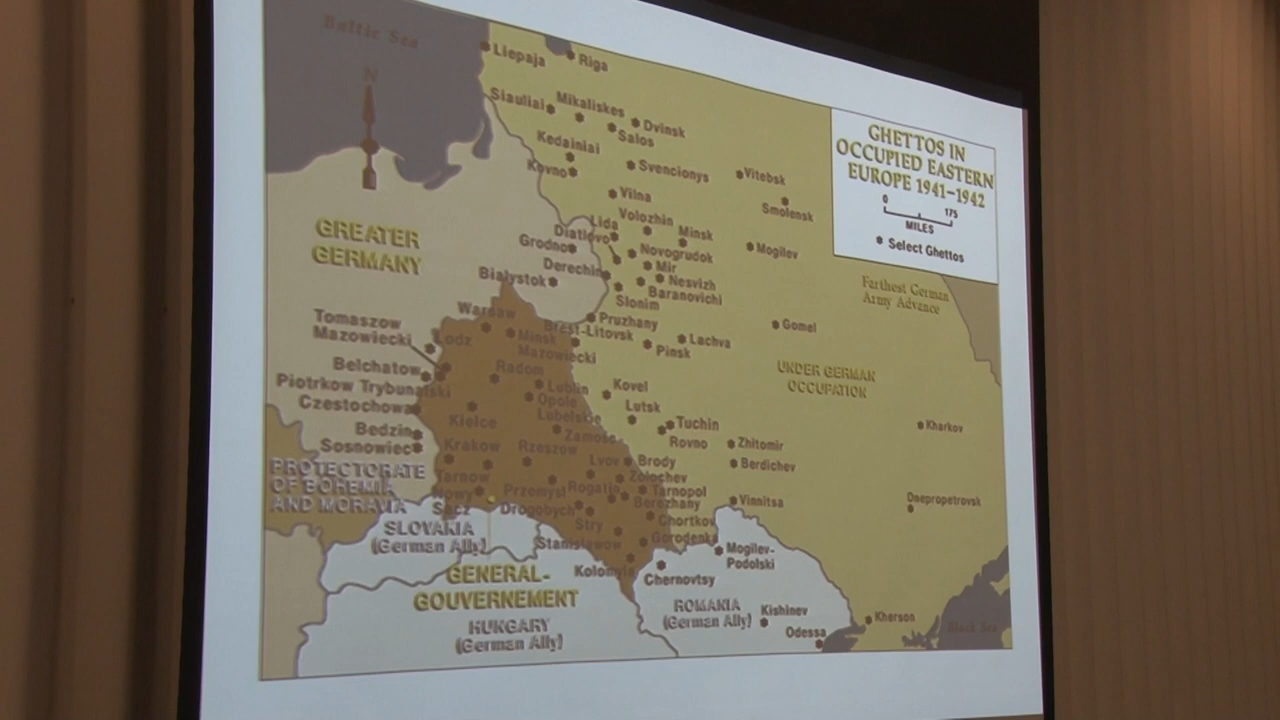 Baltic Sea
N
Liepaja
Riga
Siauliai
Mikaliskes
Dvinsk
Salos
Kedainiai
Kovno
Svencionys
Vitebsk
Smolensk
Vilna
Volozhin
Lida
Minsk
Diatlovo
Grodno
Novogrudok
Mogilev
Mir
Derechin
Nesvizh
Bialystok
Baranovichi
Slonim
GHETTOS IN
OCCUPIED EASTERN
EUROPE 1941–1942
0 175
MILES
Select Ghettos
Farthest German
Army Advance
GREATER
GERMANY
Warsaw
Pruzhany
Brest-Litovsk
Gomel
Tomaszow
Mazowiecki
Lodz
Minsk
Mazowiecki
Lachva
Pinsk
Belchatow
Radom
UNDER GERMAN
OCCUPATION
Piotrkow Trybunalski
Lublin
Kovel
Czestochowa
Opole
Lubelskie
Lutsk
Kielce
Tuchin
Kharkov
Bedzin
Zamosc
Rovno
Zhitomir
Sosnowiec
Krakow
Rzeszow
Lvov
Brody
Berdichev
PROTECTORATE
OF BOHEMIA
AND MORAVIA
Tarnow
Zolochev
Nowy
Sacz
Przemysl
Rogatin
Tarnopol
Berezhany
Vinnitsa
Dnepropetrovsk
Drogobych
Chortkov
SLOVAKIA
(German Ally)
Stry
Stanislawow
Gorodenka
Mogilev-
Podolski
Kolomyia
Chernovtsy
GENERAL-
GOUVERNEMENT
ROMANIA
(German Ally)
Kishinev
Kherson
HUNGARY
(German Ally)
Odessa
Black Sea